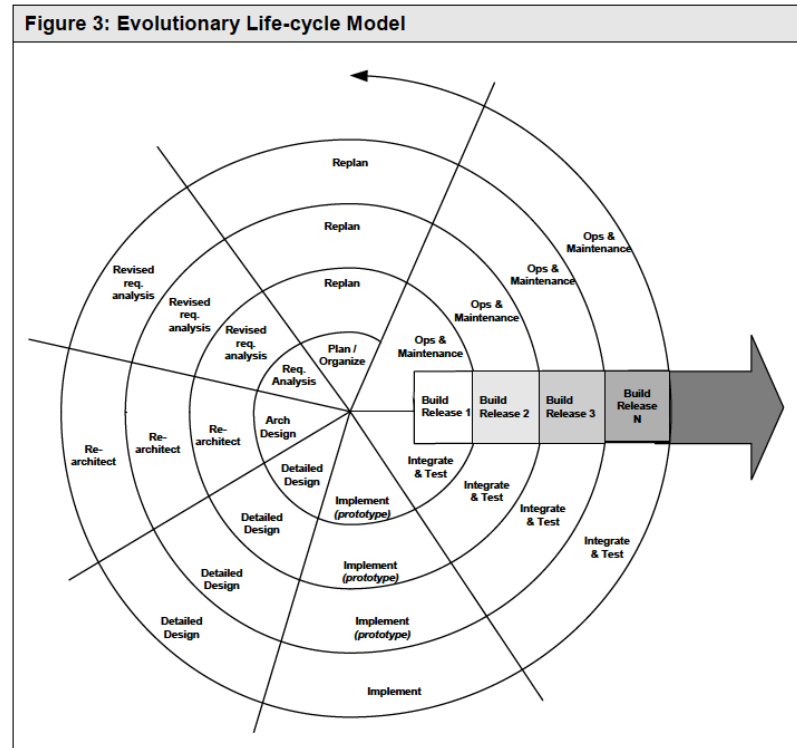 Figure 3: Evolutionary Life-cycle Model
Replan
Replan
Replan
Plan /
Organize
Revised
req.
analysis
Revised
req.
analysis
Revised
req.
analysis
Req.
Analysis
Re-
architect
Re-
architect
Re-
architect
Arch
Design
Detailed
Design
Detailed
Design
Detailed
Design
Detailed
Design
Implement
(prototype)
Implement
(prototype)
Implement
(prototype)
Implement
Integrate
& Test
Integrate
& Test
Integrate
& Test
Integrate
& Test
Build
Release 1
Build
Release 2
Build
Release 3
Build
Release
N
Ops &
Maintenance
Ops &
Maintenance
Ops &
Maintenance
Ops &
Maintenance